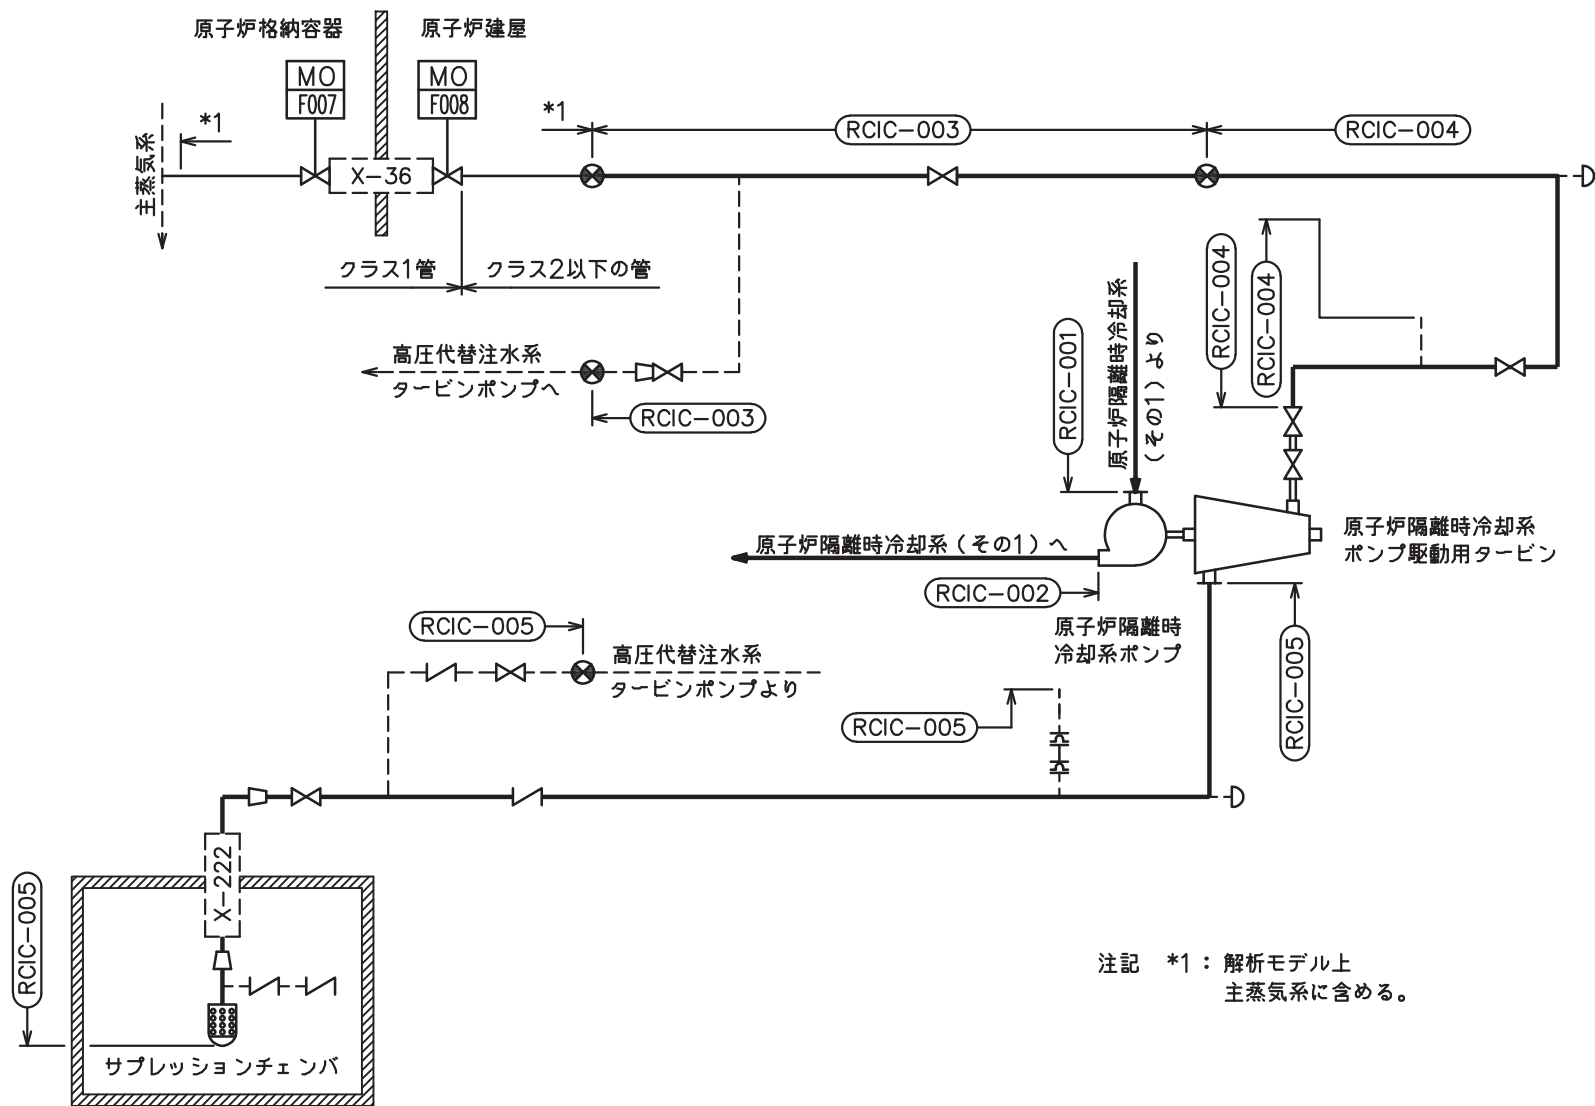 原子炉格納容器
原子炉建屋
MO
F007
MO
F008
*1
*1
RCIC-003
RCIC-004
主蒸気系
X-36
クラス1管
クラス2以下の管
高圧代替注水系
タービンポンプへ
RCIC-003
RCIC-001
原子炉隔離時冷却系
(その1)より
RCIC-004
RCIC-004
原子炉隔離時冷却系(その1)へ
原子炉隔離時冷却系
ポンプ駆動用タービン
RCIC-002
原子炉隔離時
冷却系ポンプ
RCIC-005
高圧代替注水系
タービンポンプより
RCIC-005
RCIC-005
X-222
RCIC-005
サプレッションチェンバ
注記 *1:解析モデル上
主蒸気系に含める。